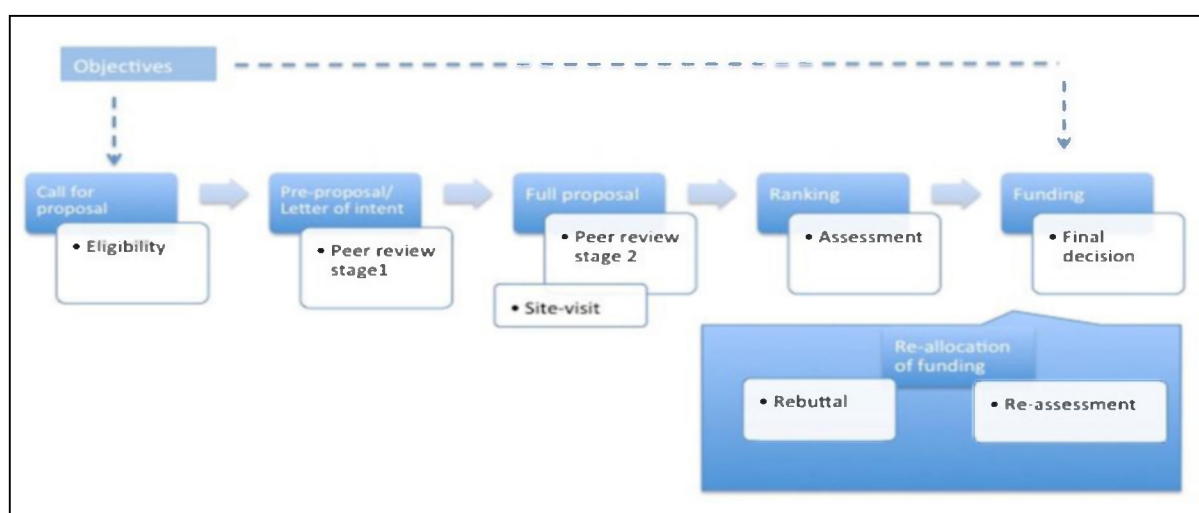 Objectives
Call for
proposal
• Eligibility
Pre-proposal/
Letter of intent
• Peer review
stage1
Full proposal
• Peer review
stage 2
• Site-visit
Ranking
• Assessment
Funding
• Final
decision
Re-allocation
of funding
• Rebuttal
• Re-assessment